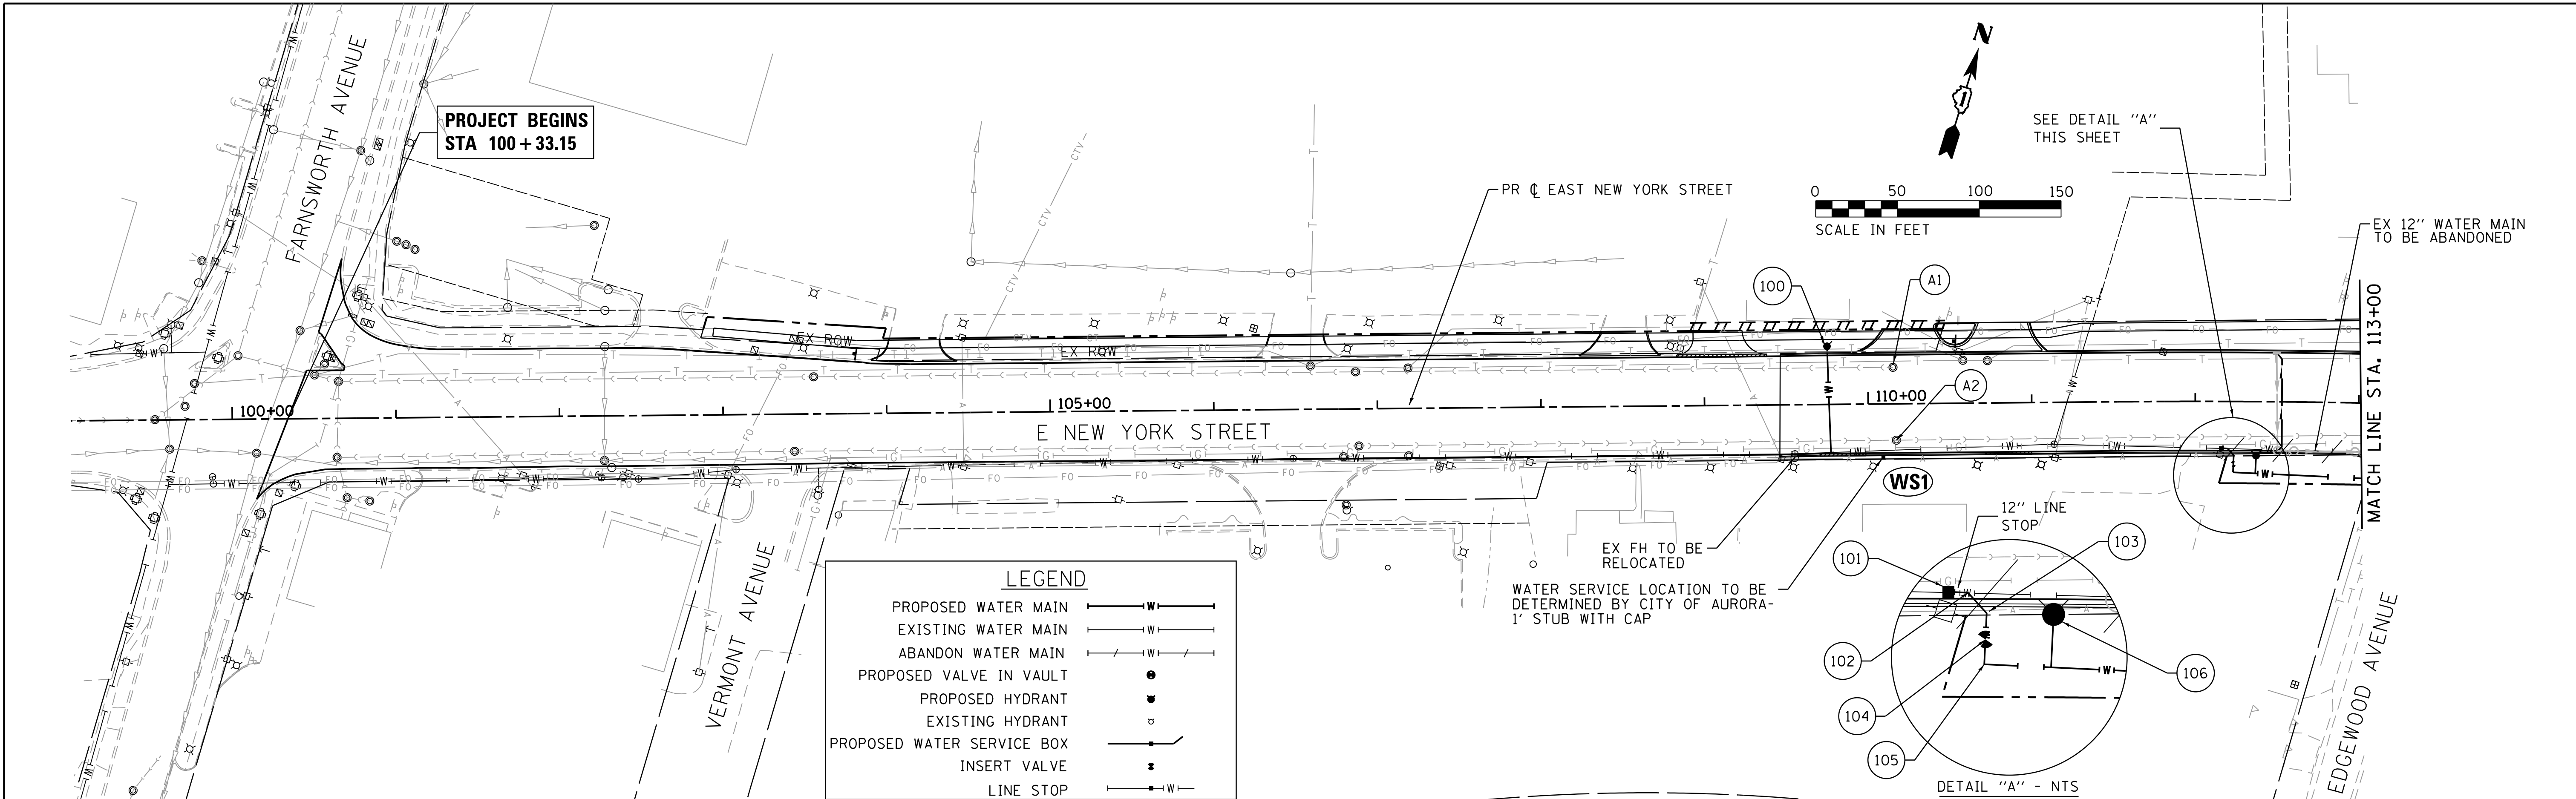 N
1
FARNSWORTH AVENUE
PROJECT BEGINS
STA 100+33.15
SEE DETAIL "A"
THIS SHEET
PR ℄ EAST NEW YORK STREET
0 50 100 150
SCALE IN FEET
EX 12" WATER MAIN
TO BE ABANDONED
100
A1
A2
EX ROW
EX ROW
100+00
105+00
110+00
E NEW YORK STREET
MATCH LINE STA. 113+00
WS1
EX FH TO BE
RELOCATED
WATER SERVICE LOCATION TO BE
DETERMINED BY CITY OF AURORA-
1' STUB WITH CAP
12" LINE
STOP
101
102
103
104
105
106
DETAIL "A" - NTS
VERMONT AVENUE
EDGEWOOD AVENUE
LEGEND
PROPOSED WATER MAIN W
EXISTING WATER MAIN W
ABANDON WATER MAIN W
PROPOSED VALVE IN VAULT
PROPOSED HYDRANT
EXISTING HYDRANT
PROPOSED WATER SERVICE BOX
INSERT VALVE
LINE STOP W